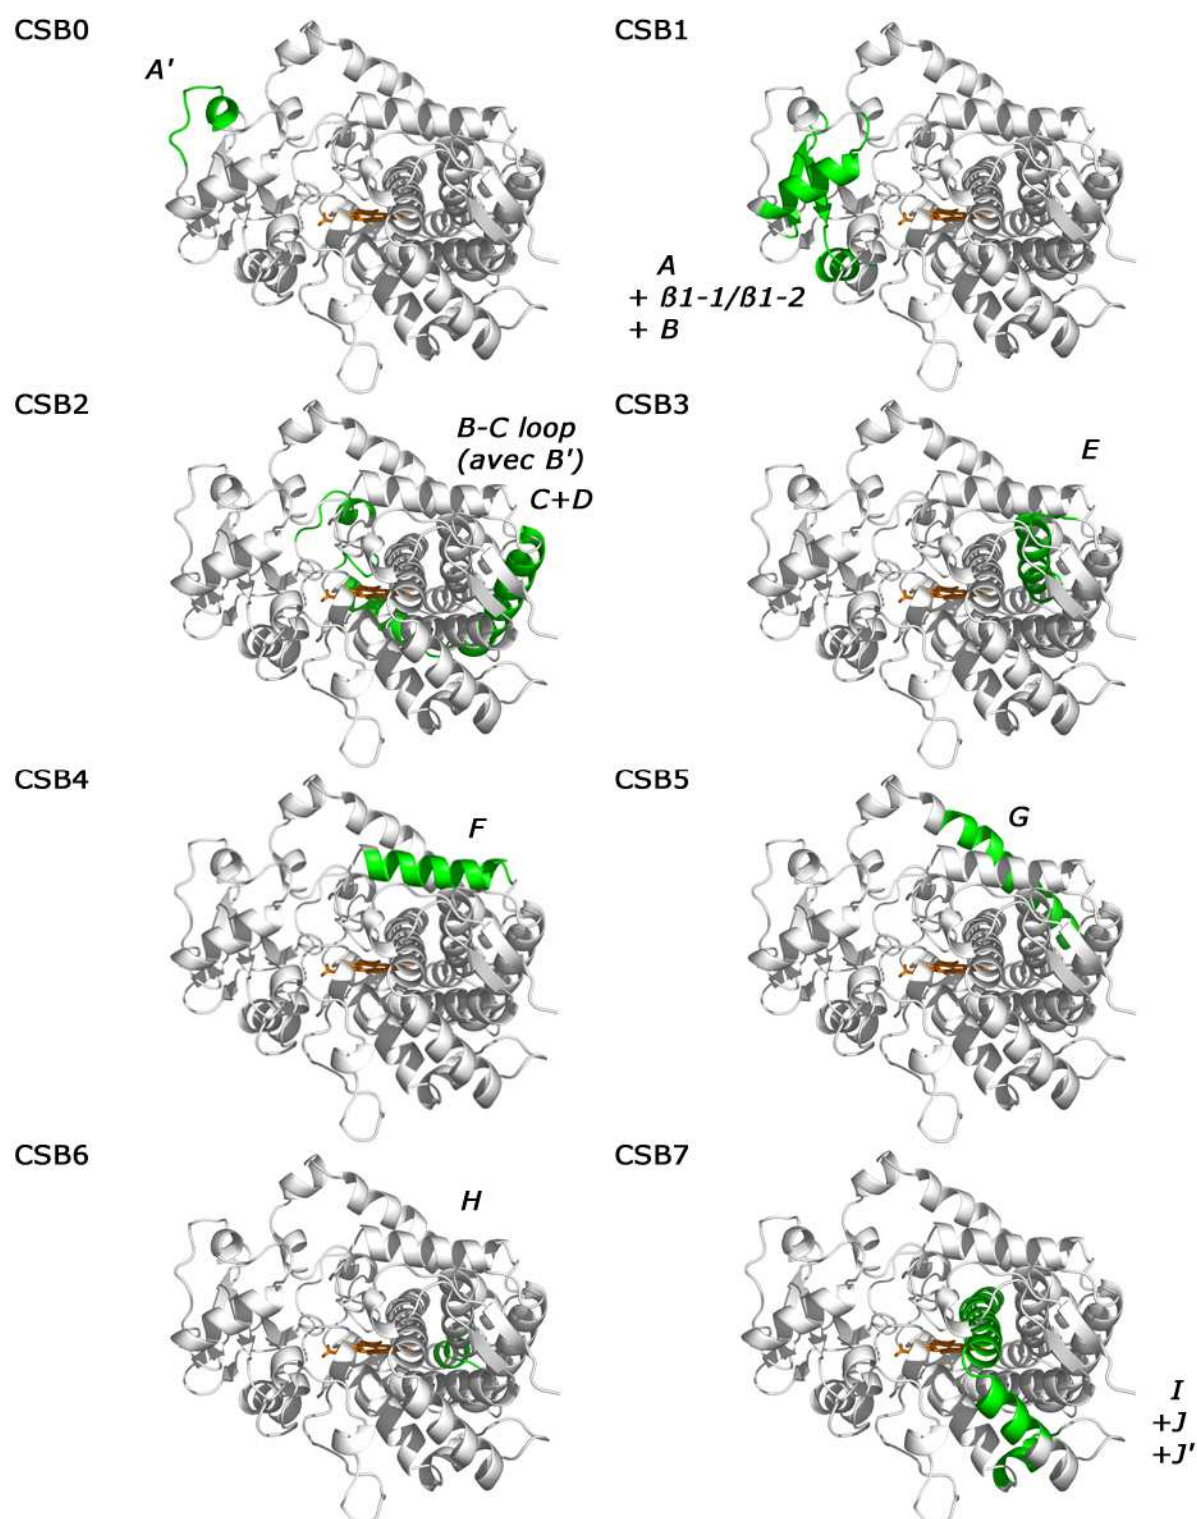 CSB0
A'
CSB1
A
+ ß1-1/ß1-2
+ B
CSB2
B-C loop
(avec B')
C+D
CSB3
E
CSB4
F
CSB5
G
CSB6
H
CSB7
I
+J
+J'